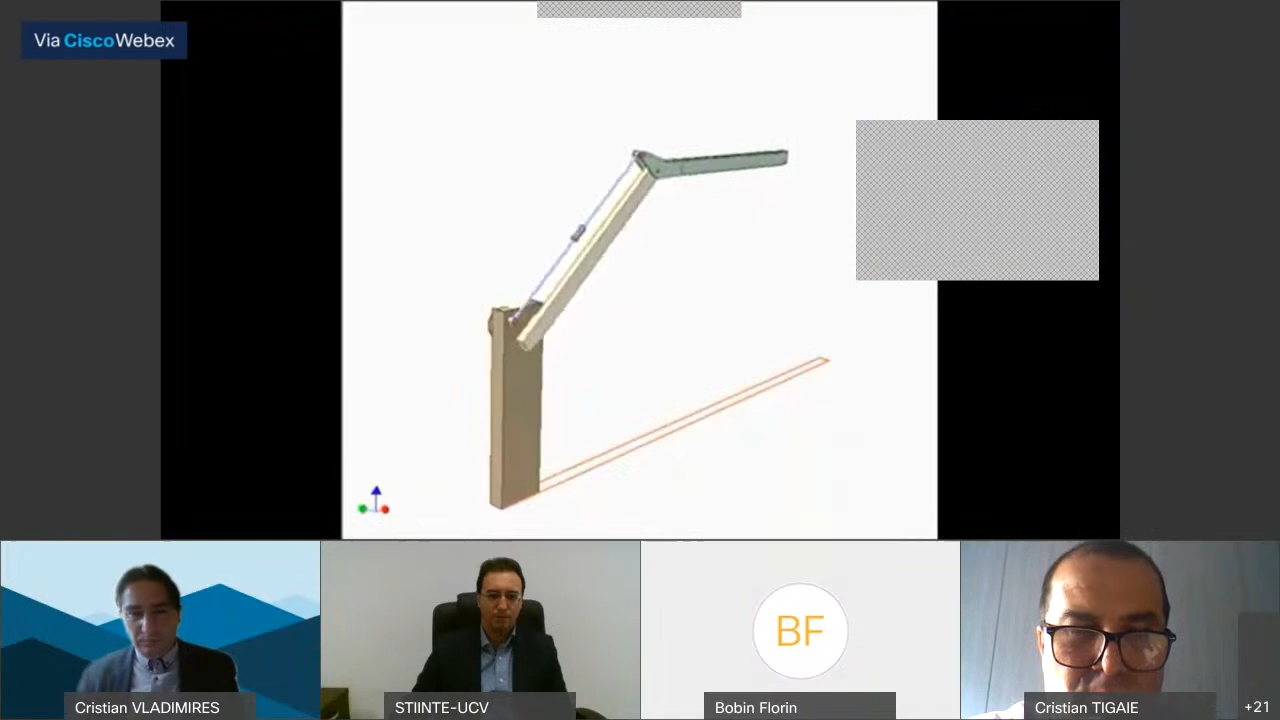 Via CiscoWebex
BF
Cristian VLADIMIRES
STIINTE-UCV
Bobin Florin
Cristian TIGAIE
+21